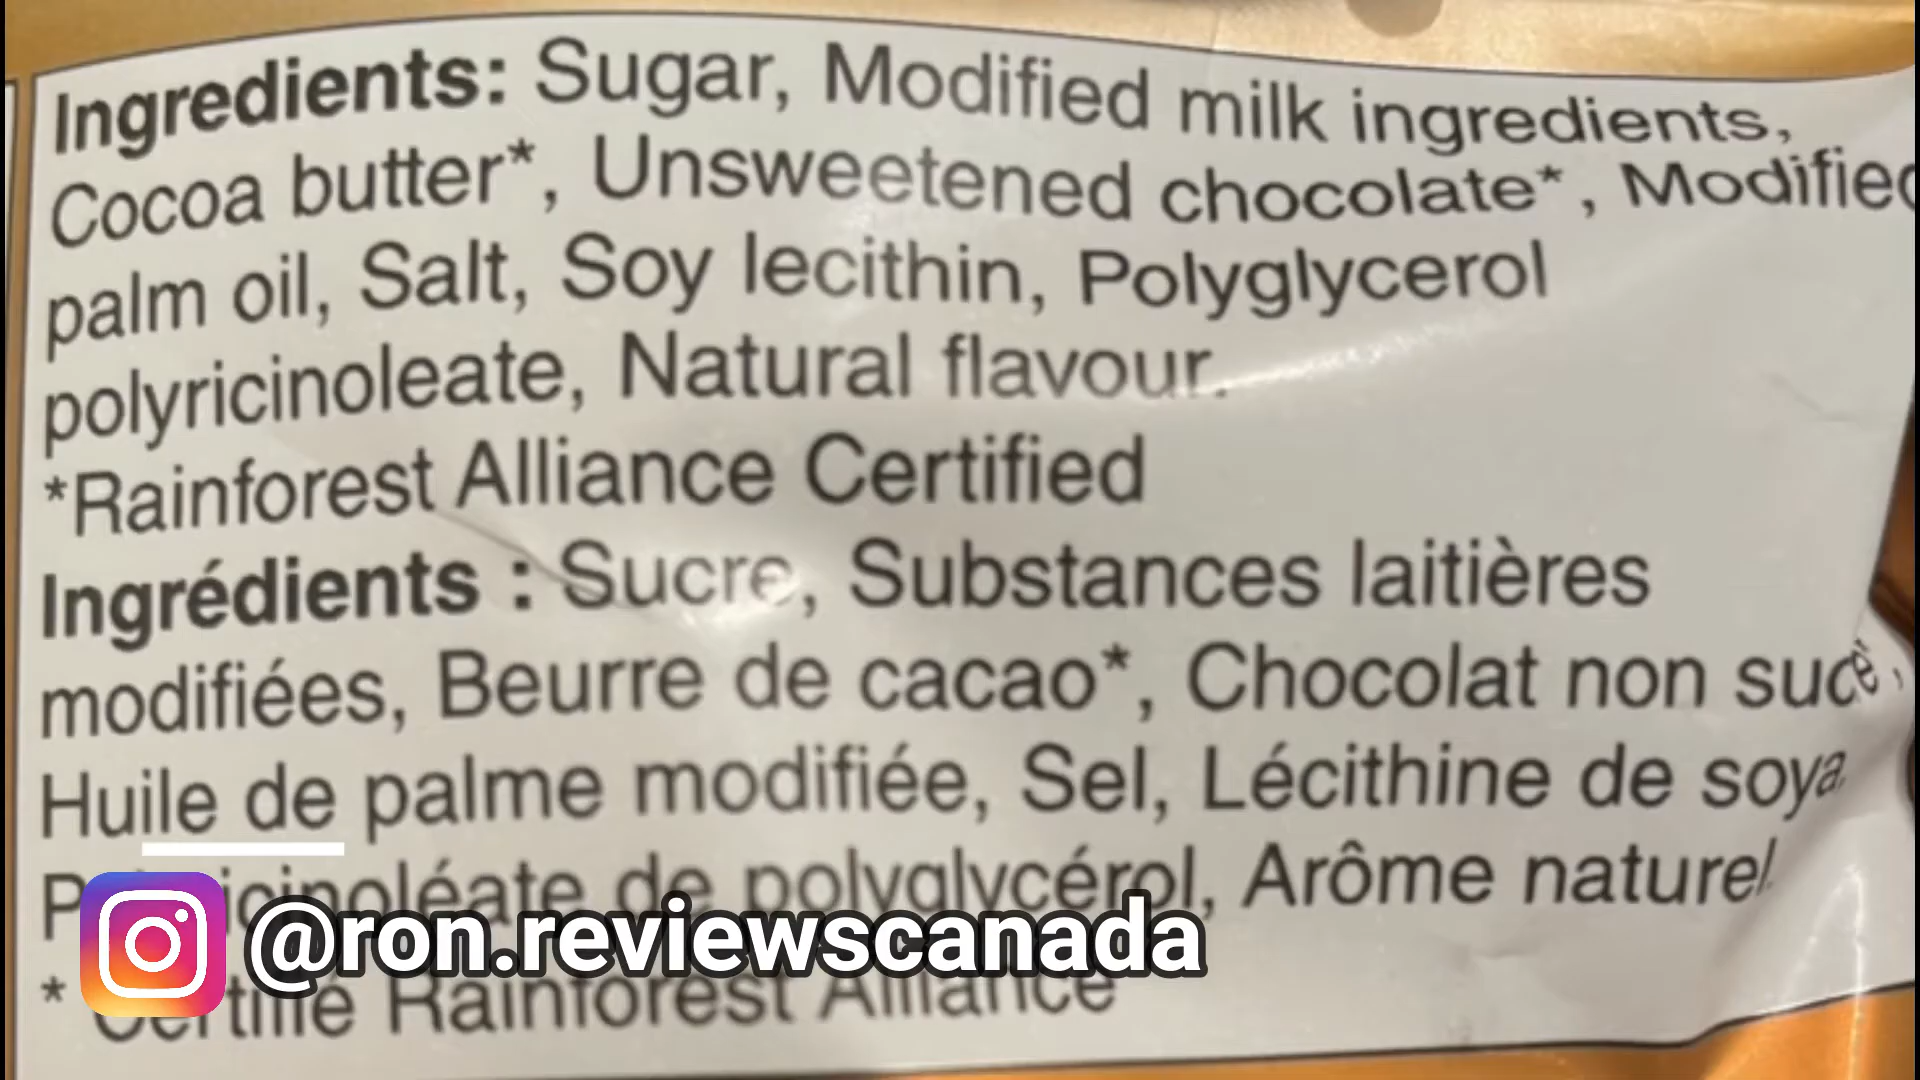 Ingredients: Sugar, Modified milk ingredients,
Cocoa butter*, Unsweetened chocolate*, Modified
palm oil, Salt, Soy lecithin, Polyglycerol
polyricinoleate, Natural flavour.
*Rainforest Alliance Certified
Ingrédients : Sucre, Substances laitières
modifiées, Beurre de cacao*, Chocolat non
Huile de palme modifiée, Sel, Lécithine de soya,
de polyglycérol, Arôme naturel.
@ron.reviewscanada
* Certifié Rainforest Alliance